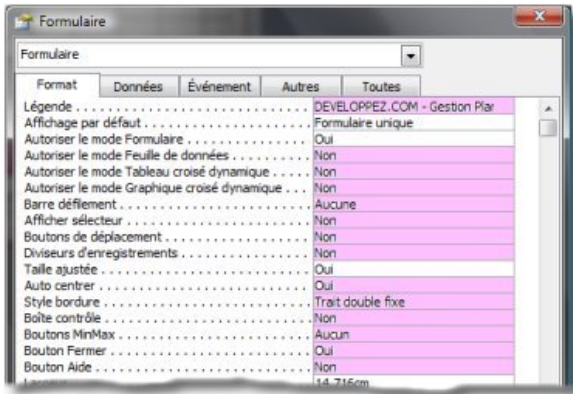 Formulaire
Formulaire
Format Données Événement Autres Toutes
Légende . . . . . . . . . . . . . . . . . . . . . . . . . . . . . . DEVELOPPEZ.COM - Gestion Plar
Affichage par défaut . . . . . . . . . . . . . . . . . . . . . . Formulaire unique
Autoriser le mode Formulaire . . . . . . . . . . . . . . . . Oui
Autoriser le mode Feuille de données . . . . . . . . . . Non
Autoriser le mode Tableau croisé dynamique . . . . . Non
Autoriser le mode Graphique croisé dynamique . . . Non
Barre défilement . . . . . . . . . . . . . . . . . . . . . . . . . Aucune
Afficher sélecteur . . . . . . . . . . . . . . . . . . . . . . . . Non
Boutons de déplacement . . . . . . . . . . . . . . . . . . . . Non
Diviseurs d'enregistrements . . . . . . . . . . . . . . . . . Non
Taille ajustée . . . . . . . . . . . . . . . . . . . . . . . . . . . . Oui
Auto centrer . . . . . . . . . . . . . . . . . . . . . . . . . . . . Oui
Style bordure . . . . . . . . . . . . . . . . . . . . . . . . . . . Trait double fixe
Boîte contrôle . . . . . . . . . . . . . . . . . . . . . . . . . . . Non
Boutons MinMax . . . . . . . . . . . . . . . . . . . . . . . . . Aucun
Bouton Fermer . . . . . . . . . . . . . . . . . . . . . . . . . . . Oui
Bouton Aide . . . . . . . . . . . . . . . . . . . . . . . . . . . . . Non
14,716cm